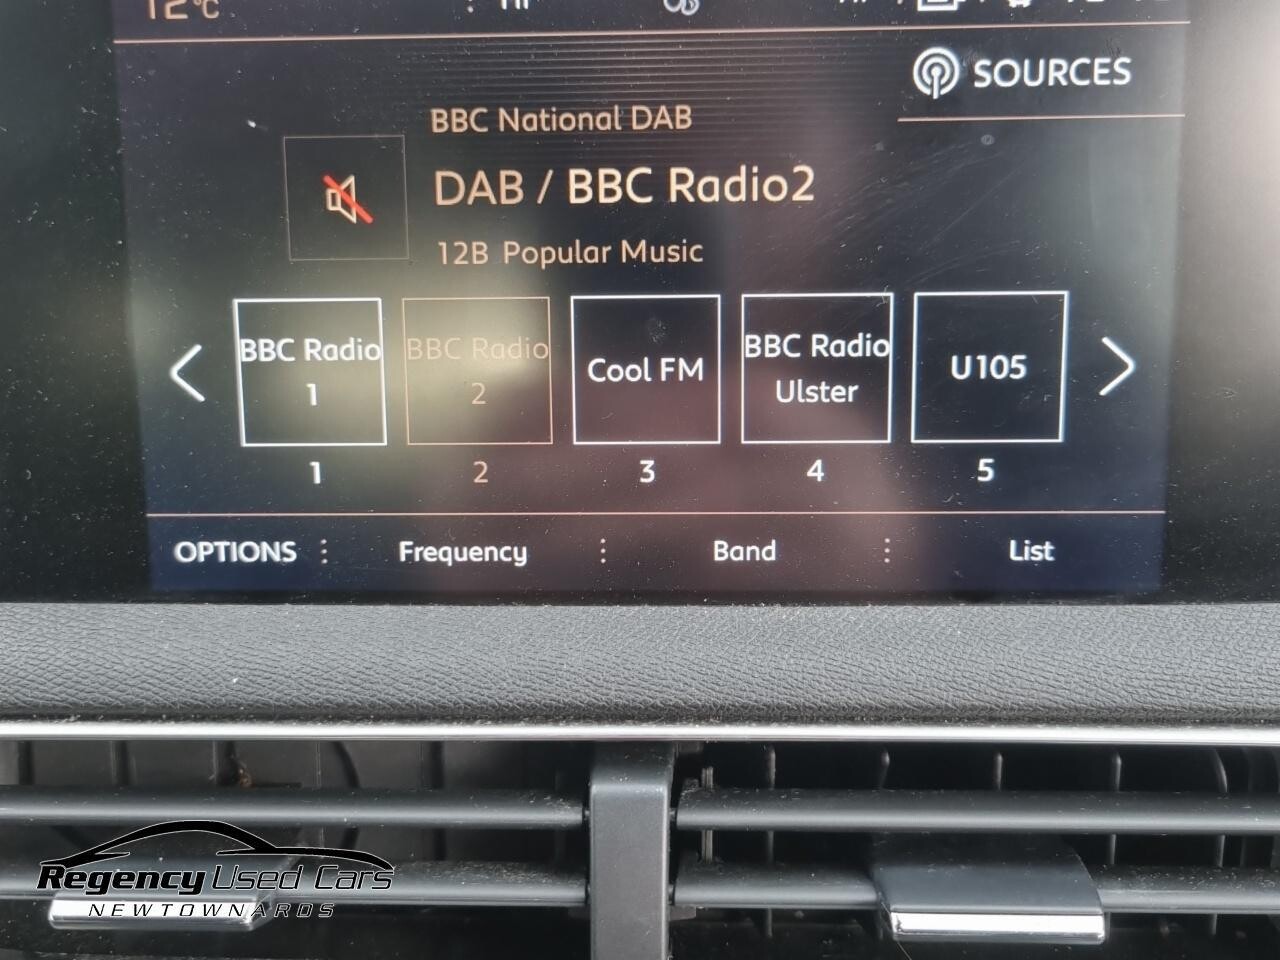 12°C
SOURCES
BBC National DAB
DAB / BBC Radio2
12B Popular Music
BBC Radio 1
BBC Radio 2
Cool FM
BBC Radio Ulster
U105
1 2 3 4 5
OPTIONS Frequency Band List
Regency Used Cars
NEWTOWNARDS